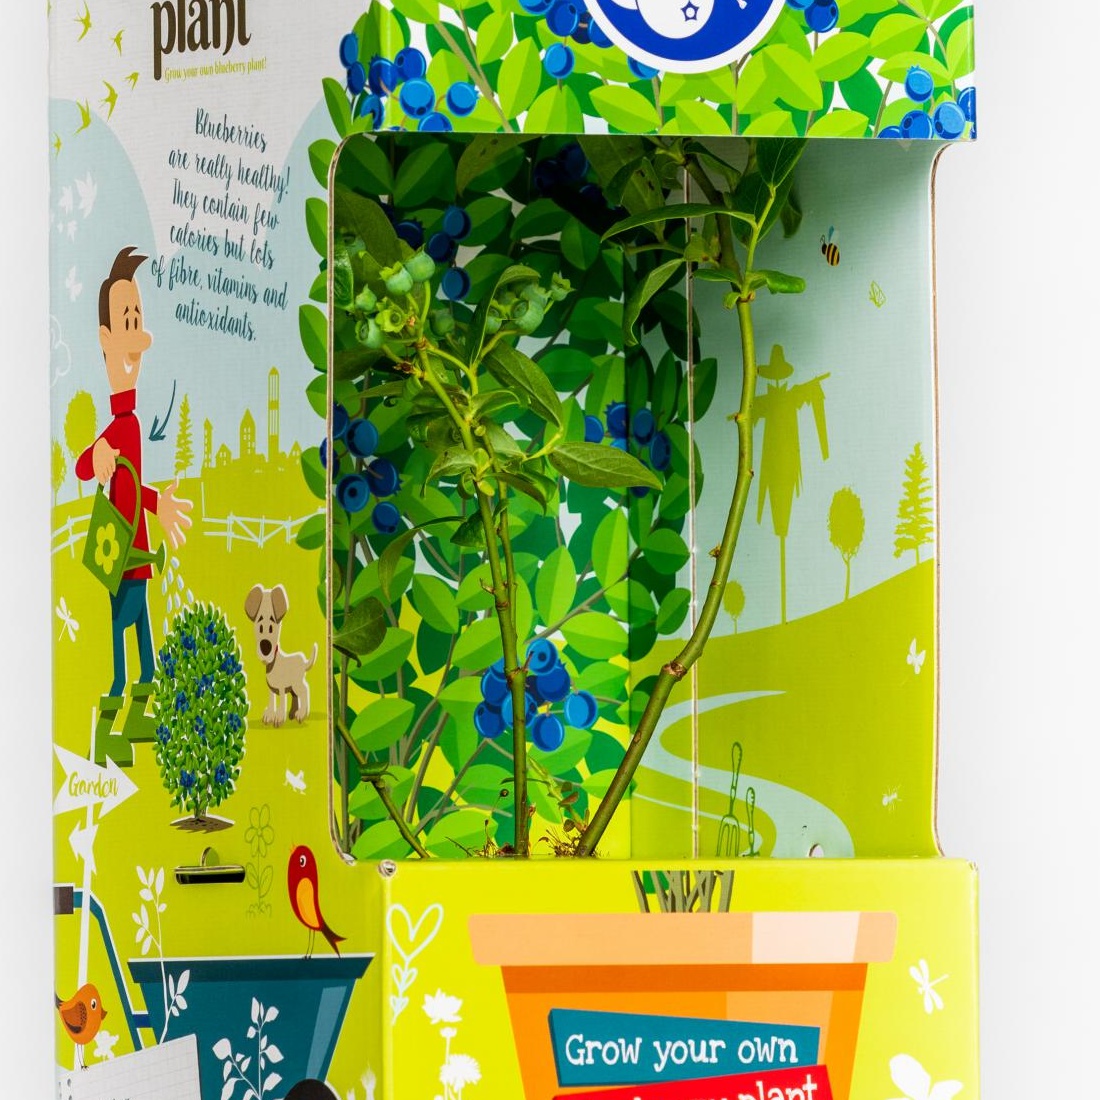 plant
Grow your own blueberry plant!
Blueberries
are really healthy!
They contain few
calories but lots
of fibre, vitamins and
antioxidants.
Garden
Grow your own
plant